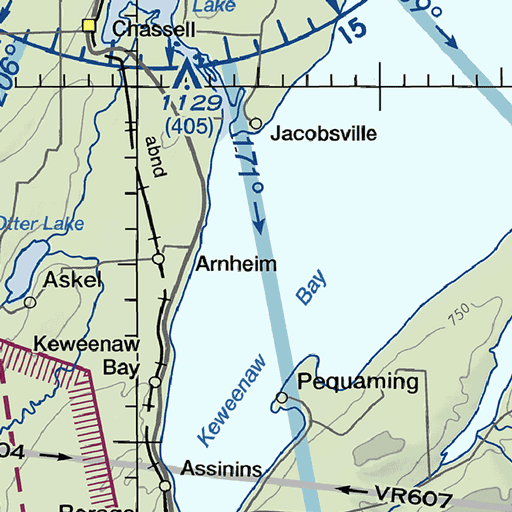 Lake
Chassell
15
206°
1129
(405)
Jacobsville
abnd
171°
Otter Lake
Arnheim
Askel
Bay
750
Keweenaw
Bay
Keweenaw
Pequaming
04
Assinins
VR607